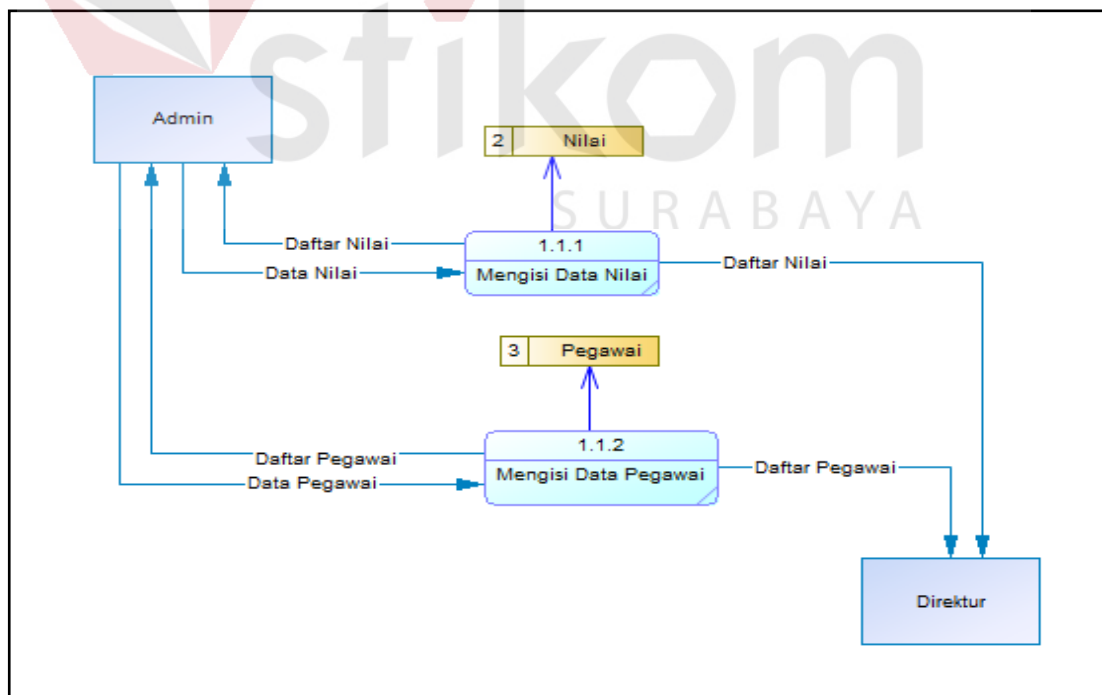 stikom
SURABAYA
Admin
2 Nilai
Daftar Nilai
1.1.1
Data Nilai
Mengisi Data Nilai
Daftar Nilai
3 Pegawai
Daftar Pegawai
1.1.2
Data Pegawai
Mengisi Data Pegawai
Daftar Pegawai
Direktur